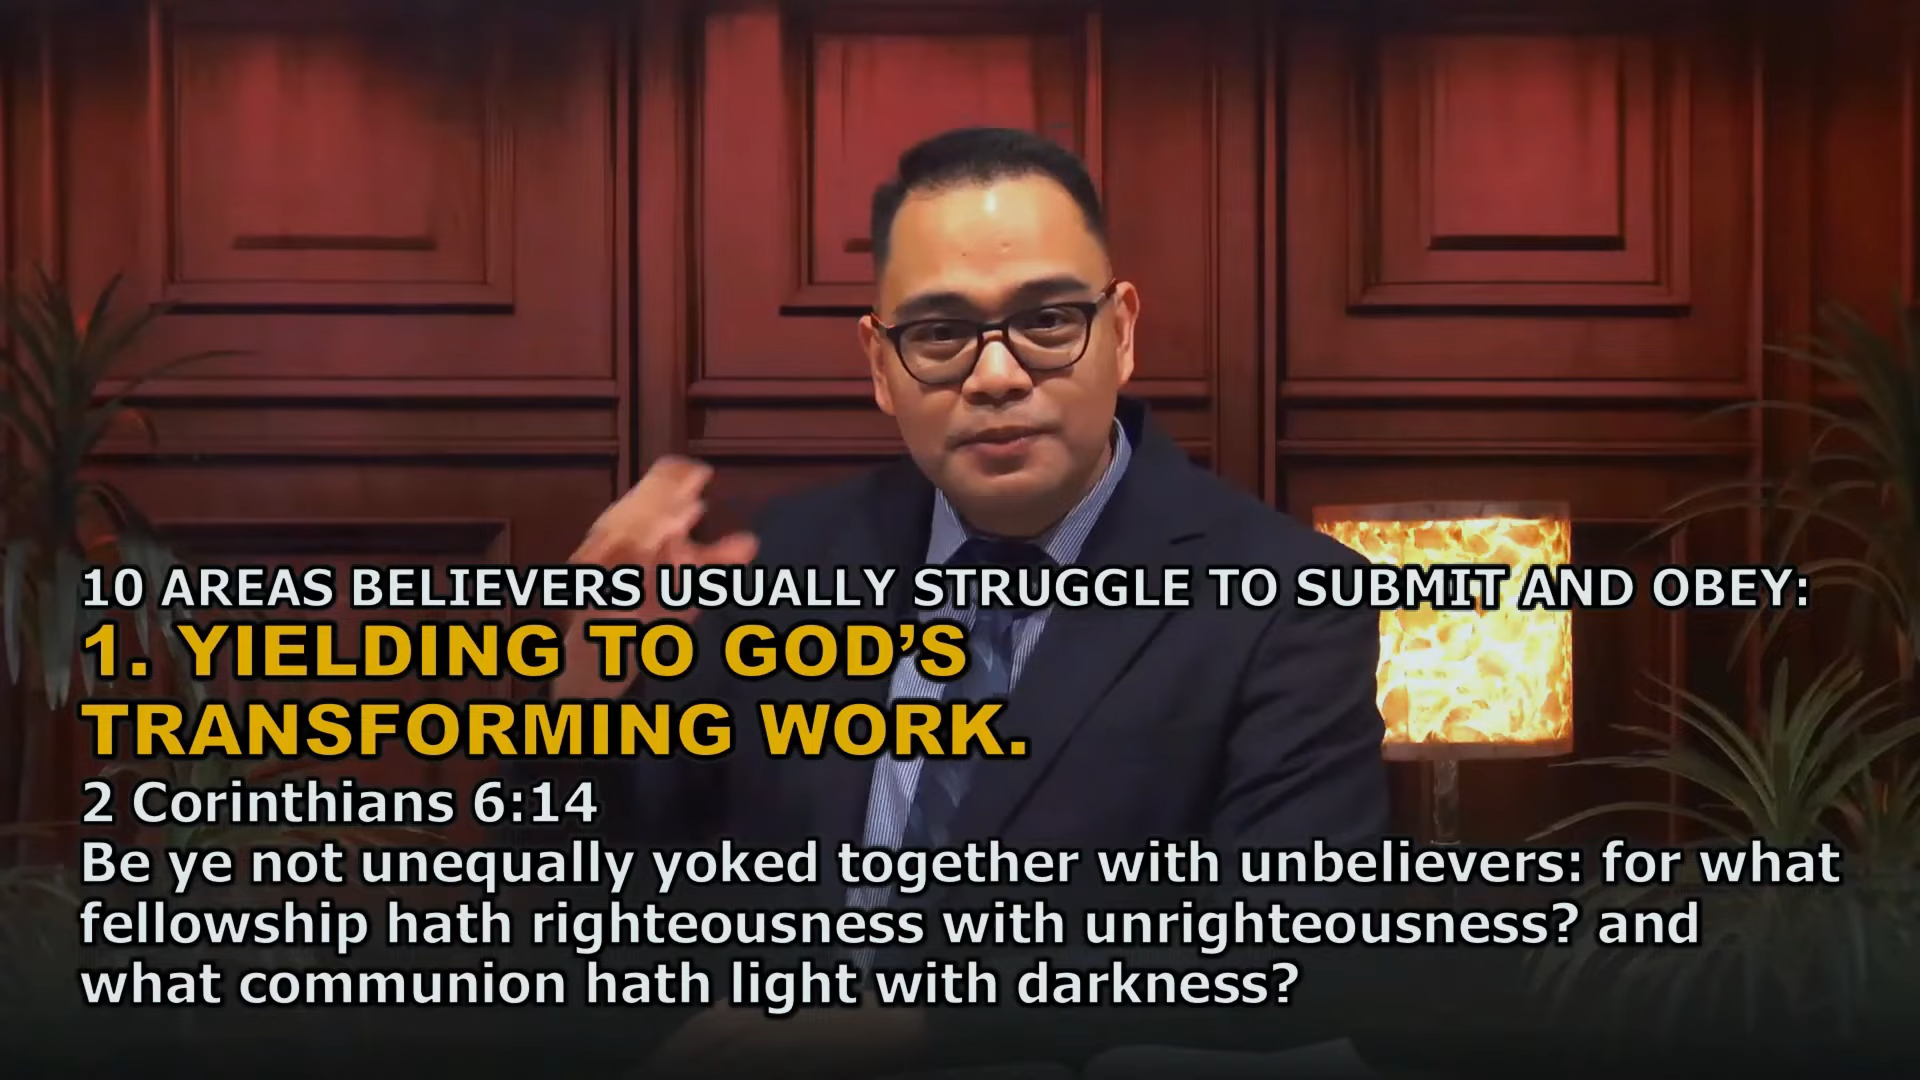 10 AREAS BELIEVERS USUALLY STRUGGLE TO SUBMIT AND OBEY:
1. YIELDING TO GOD’S
TRANSFORMING WORK.
2 Corinthians 6:14
Be ye not unequally yoked together with unbelievers: for what
fellowship hath righteousness with unrighteousness? and
what communion hath light with darkness?